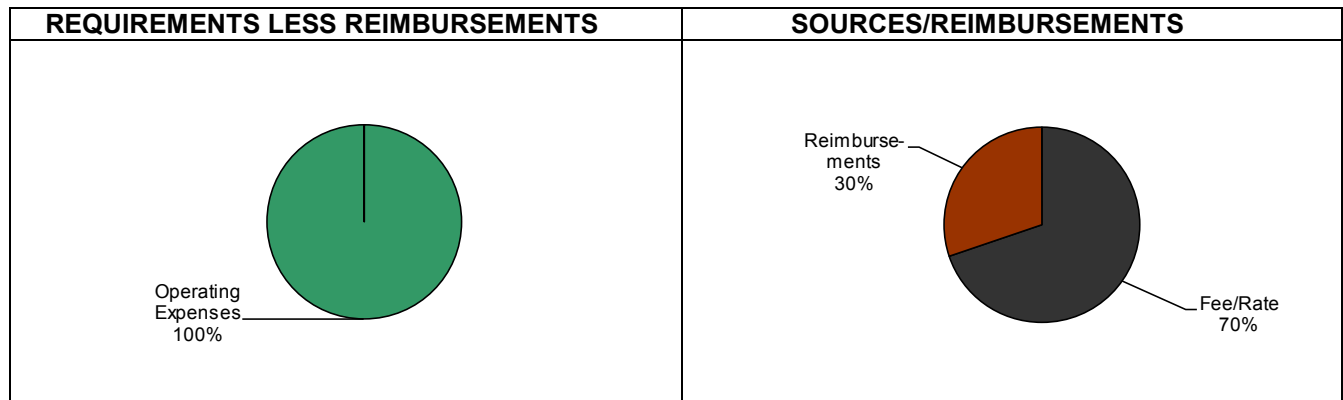 REQUIREMENTS LESS REIMBURSEMENTS
Operating
Expenses
100%
SOURCES/REIMBURSEMENTS
Reimburse-
ments
30%
Fee/Rate
70%